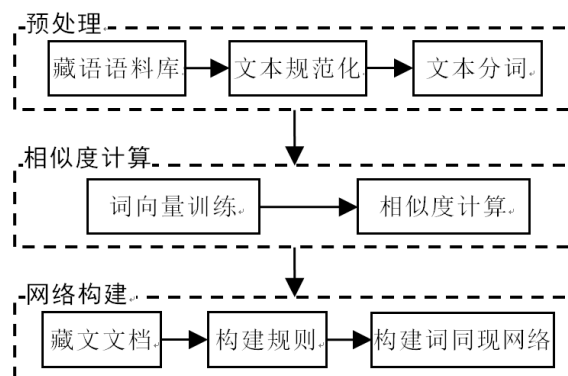 预处理
藏语语料库 文本规范化 文本分词
相似度计算
词向量训练 相似度计算
网络构建
藏文文档 构建规则 构建词同现网络